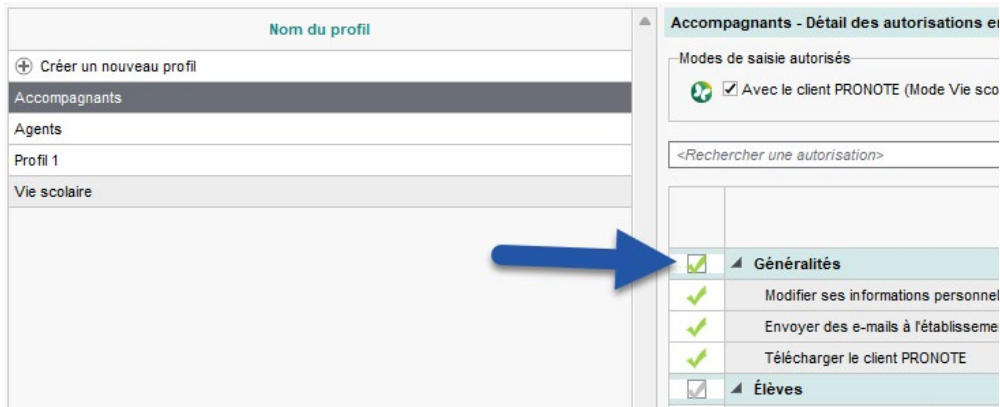 Nom du profil
Créer un nouveau profil
Accompagnants
Agents
Profil 1
Vie scolaire
Accompagnants - Détail des autorisations
Modes de saisie autorisés
Avec le client PRONOTE (Mode Vie
<Rechercher une autorisation>
Généralités
Modifier ses informations
Envoyer des e-mails à
Télécharger le client PRONOTE
Élèves